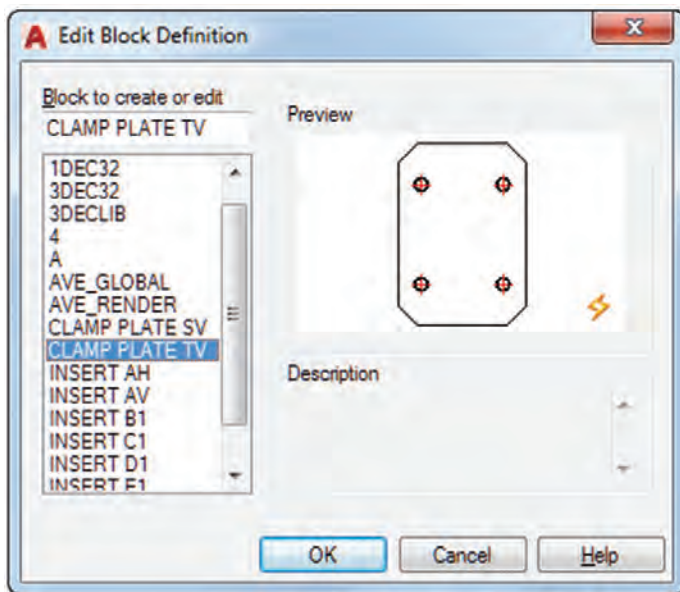 Edit Block Definition
Block to create or edit
CLAMP PLATE TV
1DEC32
3DEC32
3DECLIB
4
A
AVE_GLOBAL
AVE_RENDER
CLAMP PLATE SV
CLAMP PLATE TV
INSERT AH
INSERT AV
INSERT B1
INSERT C1
INSERT D1
INSERT E1
Preview
Description
OK
Cancel
Help